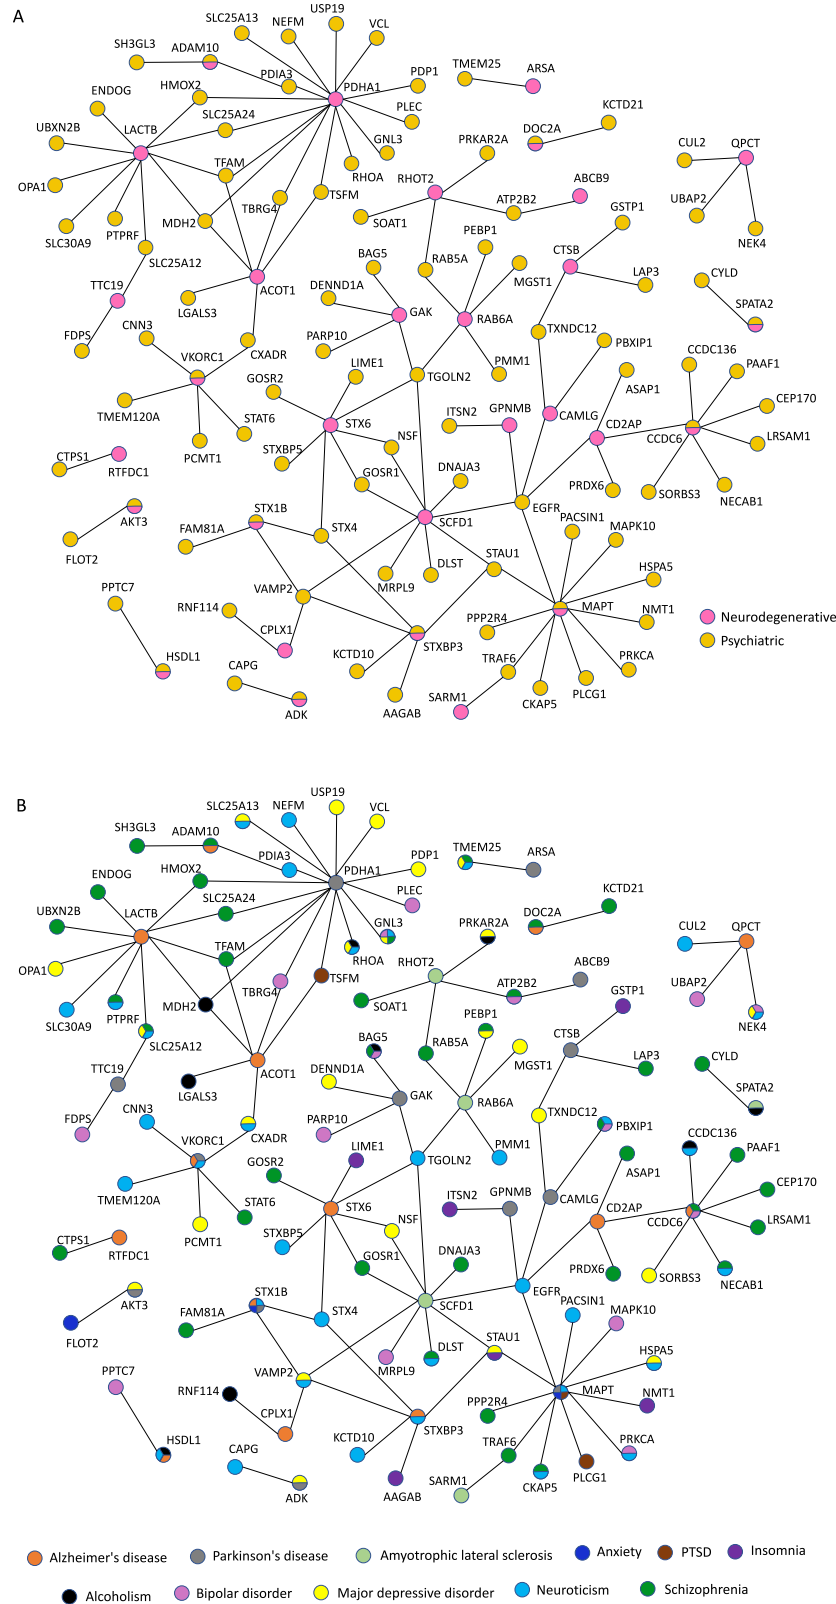 A
SLC25A13
NEFM
USP19
VCL
SH3GL3
ADAM10
PDIA3
PDHA1
PDP1
TMEM25
ARSA
HMOX2
ENDOG
SLC25A24
PLEC
KCTD21
DOC2A
UBXN2B
LACTB
GNL3
PRKAR2A
CUL2
QPCT
TFAM
RHOA
OPA1
TBRG4
TSFM
RHOT2
ATP2B2
ABCB9
UBAP2
MDH2
PTPRF
SOAT1
GSTP1
SLC30A9
SLC25A12
BAG5
PEBP1
CTSB
NEK4
RAB5A
MGST1
LAP3
CYLD
TTC19
ACOT1
DENND1A
SPATA2
LGALS3
GAK
RAB6A
FDPS
CNN3
CXADR
PARP10
TXNDC12
PBXIP1
VKORC1
LIME1
TGOLN2
PMM1
CCDC136
PAAF1
GOSR2
ASAP1
CEP170
TMEM120A
STAT6
STX6
NSF
ITSN2
GPNMB
CAMLG
CD2AP
CCDC6
LRSAM1
PCMT1
STXBP5
CTPS1
RTFDC1
GOSR1
DNAJA3
PRDX6
SORBS3
NECAB1
AKT3
STX1B
SCFD1
EGFR
PACSIN1
MAPK10
FLOT2
FAM81A
STX4
STAU1
DLST
MRPL9
HSPA5
PPTC7
VAMP2
RNF114
CPLX1
PPP2R4
MAPT
NMT1
Neurodegenerative
Psychiatric
STXBP3
HSDL1
CAPG
KCTD10
TRAF6
PRKCA
SARM1
PLCG1
CKAP5
ADK
AAGAB
B
SLC25A13
NEFM
USP19
VCL
SH3GL3
ADAM10
PDIA3
PDHA1
PDP1
TMEM25
ARSA
HMOX2
ENDOG
SLC25A24
PLEC
KCTD21
DOC2A
UBXN2B
LACTB
GNL3
PRKAR2A
CUL2
QPCT
TFAM
RHOA
OPA1
TBRG4
TSFM
RHOT2
ATP2B2
ABCB9
UBAP2
MDH2
PTPRF
SOAT1
GSTP1
SLC30A9
SLC25A12
BAG5
PEBP1
CTSB
NEK4
RAB5A
MGST1
LAP3
CYLD
TTC19
ACOT1
DENND1A
SPATA2
LGALS3
GAK
RAB6A
FDPS
CNN3
CXADR
PARP10
TXNDC12
PBXIP1
VKORC1
LIME1
TGOLN2
PMM1
CCDC136
PAAF1
GOSR2
ASAP1
CEP170
TMEM120A
STAT6
STX6
NSF
ITSN2
GPNMB
CAMLG
CD2AP
CCDC6
LRSAM1
PCMT1
STXBP5
CTPS1
RTFDC1
GOSR1
DNAJA3
PRDX6
SORBS3
NECAB1
AKT3
STX1B
SCFD1
EGFR
PACSIN1
MAPK10
FLOT2
FAM81A
STX4
STAU1
DLST
MRPL9
HSPA5
PPTC7
VAMP2
RNF114
CPLX1
PPP2R4
MAPT
NMT1
STXBP3
HSDL1
CAPG
KCTD10
TRAF6
PRKCA
SARM1
PLCG1
CKAP5
ADK
AAGAB
Alzheimer's disease
Parkinson's disease
Amyotrophic lateral sclerosis
Anxiety
PTSD
Insomnia
Alcoholism
Bipolar disorder
Major depressive disorder
Neuroticism
Schizophrenia